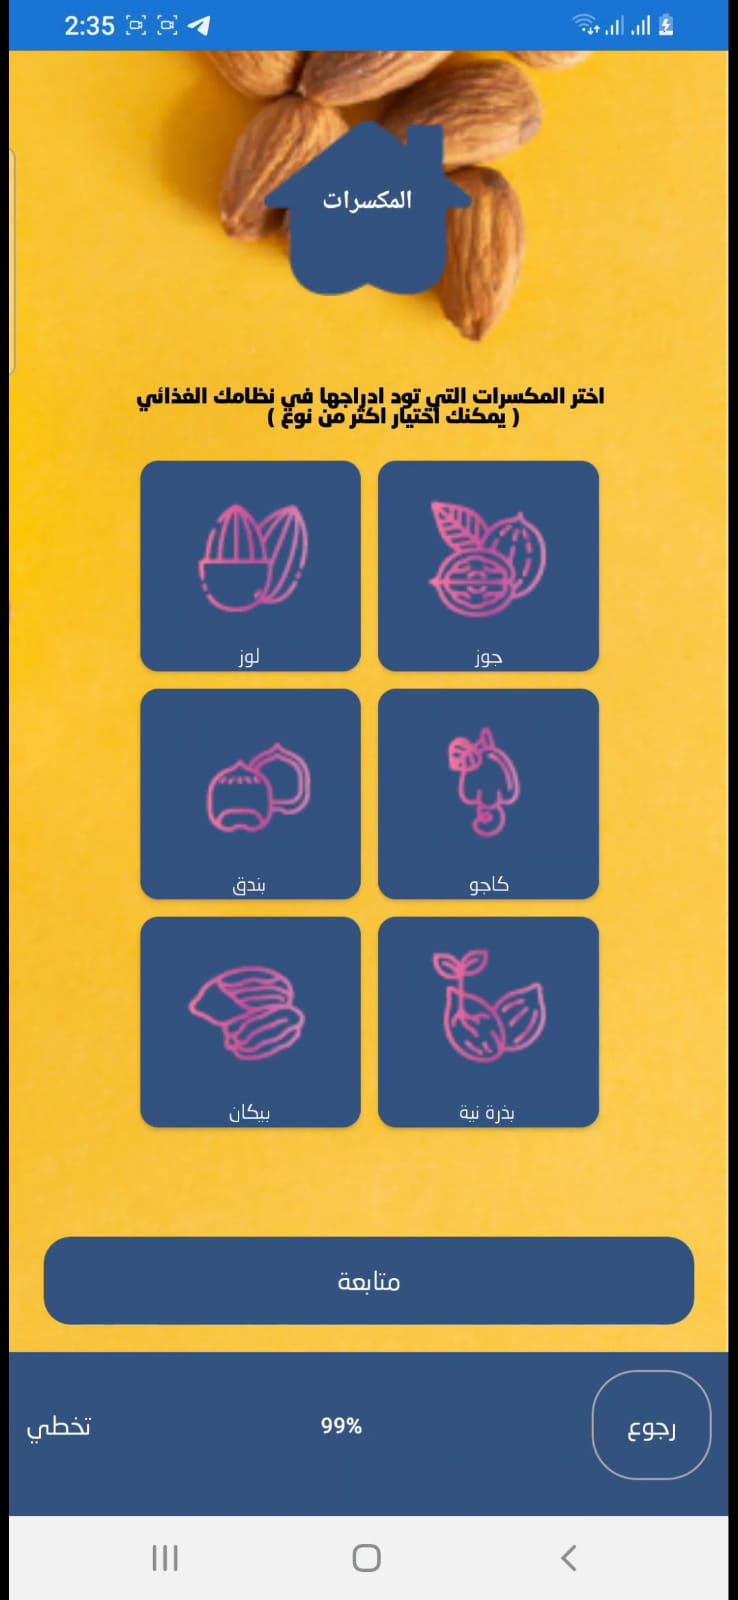 2:35
المكسرات
اختر المكسرات التي تود ادراجها في نظامك الغذائي
( يمكنك اختيار اكثر من نوع )
جوز
لوز
كاجو
بندق
بذرة نية
بيكان
متابعة
رجوع
99%
تخطي